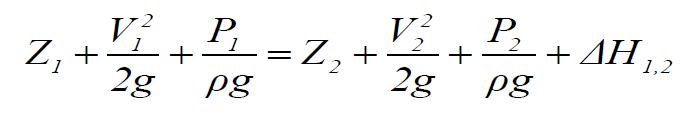 Z₁ + V₁²/2g + P₁/ρg = Z₂ + V₂²/2g + P₂/ρg + ΔH₁,₂